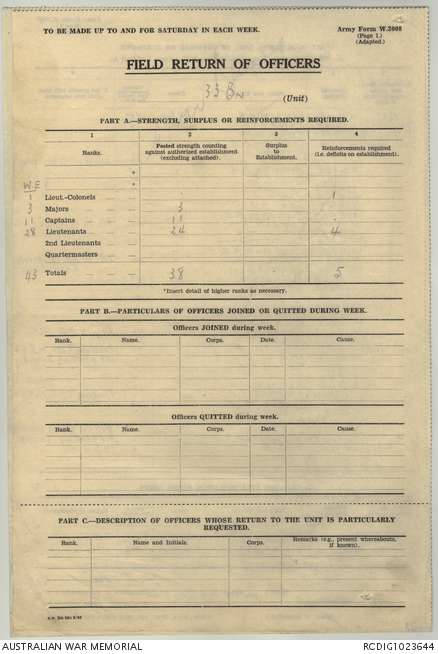 TO BE MADE UP TO AND FOR SATURDAY IN EACH WEEK.
Army Form W.3008
(Page 1.)
(Adapted.)
FIELD RETURN OF OFFICERS
33 BN
(Unit)
PART A.—STRENGTH, SURPLUS OR REINFORCEMENTS REQUIRED.
1 2 3 4
Ranks. Posted strength counting against authorized establishment (excluding attached). Surplus to Establishment. Reinforcements required (i.e. deficits on establishment).
*
W.E *
1 Lieut.-Colonels 1
3 Majors 3
11 Captains 11
28 Lieutenants 24 4
2nd Lieutenants
Quartermasters
43 Totals 38 5
*Insert detail of higher ranks as necessary.
PART B.—PARTICULARS OF OFFICERS JOINED OR QUITTED DURING WEEK.
Officers JOINED during week.
Rank. Name. Corps. Date. Cause.
Officers QUITTED during week.
Rank. Name. Corps. Date. Cause.
PART C.—DESCRIPTION OF OFFICERS WHOSE RETURN TO THE UNIT IS PARTICULARLY
REQUESTED.
Rank. Name and Initials. Corps. Remarks (e.g., present whereabouts, if known).
AUSTRALIAN WAR MEMORIAL
RCDIG1023644